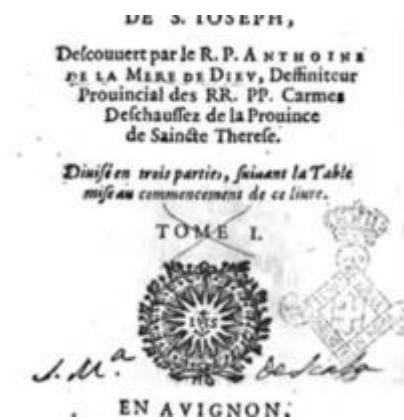 DE S. IOSEPH,
Deſcouuert par le R. P. ANTHOINE
DE LA MERE DE DIEV, Deffiniteur
Prouincial des RR. PP. Carmes
Deſchauſſez de la Prouince
de Saincte Thereſe.
Diuiſé en trois parties, ſuiuant la Table
miſe au commencement de ce liure.
TOME I.
IHS
S. M.ª
EN AVIGNON.